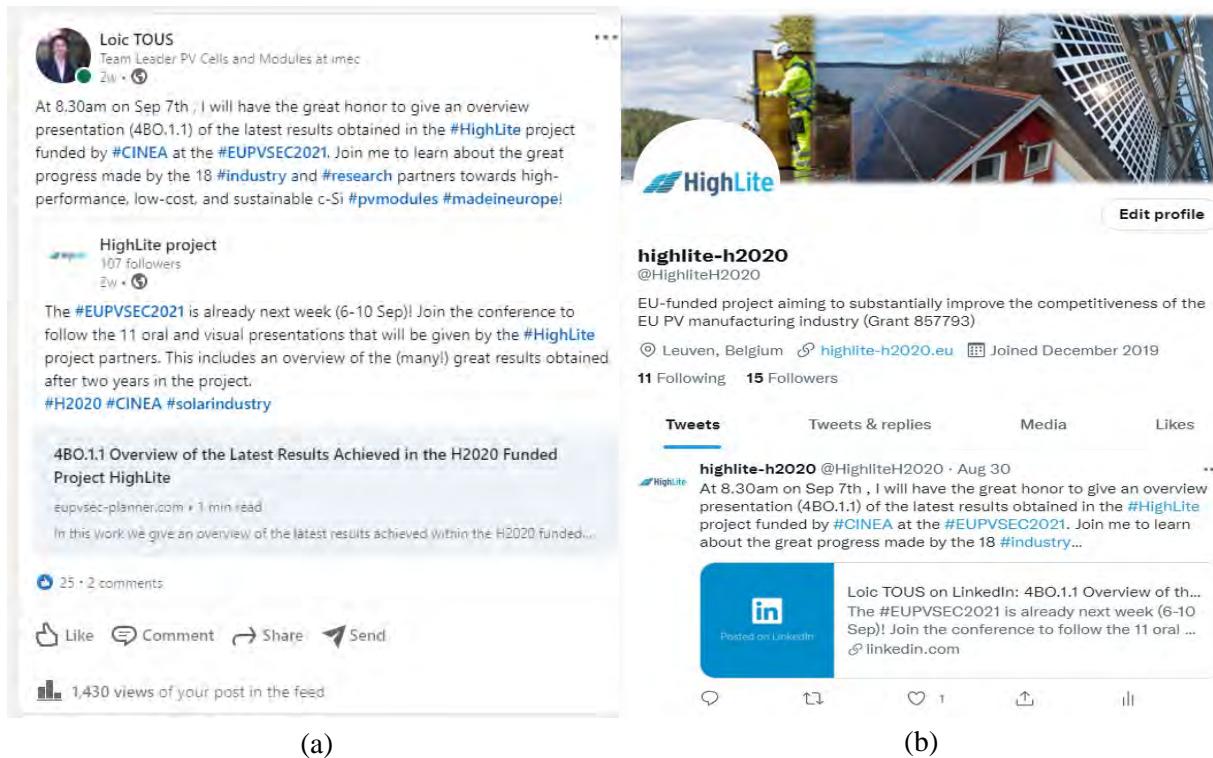 Loic TOUS
Team Leader PV Cells and Modules at imec
2w •
At 8.30am on Sep 7th , I will have the great honor to give an overview
presentation (4BO.1.1) of the latest results obtained in the #HighLite project
funded by #CINEA at the #EUPVSEC2021. Join me to learn about the great
progress made by the 18 #industry and #research partners towards high-
performance, low-cost, and sustainable c-Si #pvmodules #madeineurope!
HighLite project
107 followers
2w •
The #EUPVSEC2021 is already next week (6-10 Sep)! Join the conference to
follow the 11 oral and visual presentations that will be given by the #HighLite
project partners. This includes an overview of the (many!) great results obtained
after two years in the project.
#H2020 #CINEA #solarindustry
4BO.1.1 Overview of the Latest Results Achieved in the H2020 Funded
Project HighLite
eupvsec-planner.com • 1 min read
In this work we give an overview of the latest results achieved within the H2020 funded...
25 • 2 comments
Like Comment Share Send
1,430 views of your post in the feed
(a)
HighLite
Edit profile
highlite-h2020
@HighliteH2020
EU-funded project aiming to substantially improve the competitiveness of the
EU PV manufacturing industry (Grant 857793)
Leuven, Belgium highlite-h2020.eu Joined December 2019
11 Following 15 Followers
Tweets Tweets & replies Media Likes
HighLite
highlite-h2020 @HighliteH2020 · Aug 30
At 8.30am on Sep 7th , I will have the great honor to give an overview
presentation (4BO.1.1) of the latest results obtained in the #HighLite
project funded by #CINEA at the #EUPVSEC2021. Join me to learn
about the great progress made by the 18 #industry...
in
Posted on LinkedIn
Loic TOUS on LinkedIn: 4BO.1.1 Overview of th...
The #EUPVSEC2021 is already next week (6-10
Sep)! Join the conference to follow the 11 oral ...
linkedin.com
1
(b)